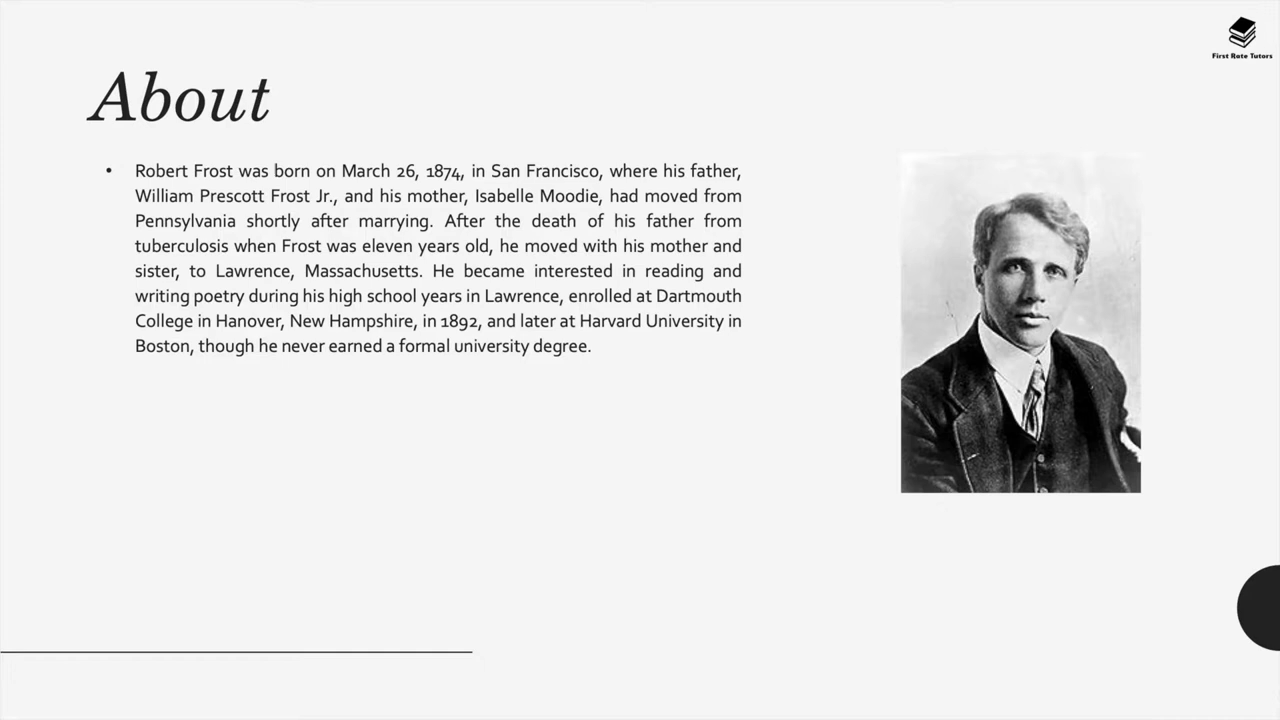 First Rate Tutors
About
• Robert Frost was born on March 26, 1874, in San Francisco, where his father,
William Prescott Frost Jr., and his mother, Isabelle Moodie, had moved from
Pennsylvania shortly after marrying. After the death of his father from
tuberculosis when Frost was eleven years old, he moved with his mother and
sister, to Lawrence, Massachusetts. He became interested in reading and
writing poetry during his high school years in Lawrence, enrolled at Dartmouth
College in Hanover, New Hampshire, in 1892, and later at Harvard University in
Boston, though he never earned a formal university degree.